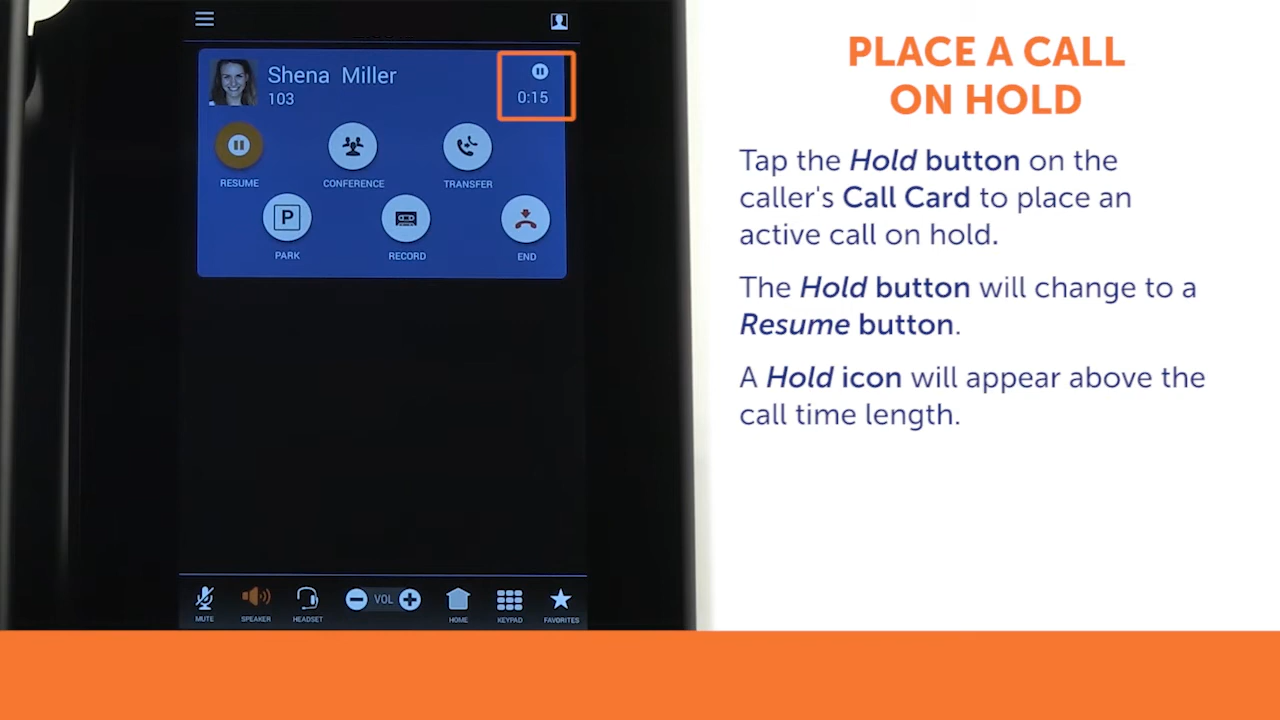 Shena Miller
103
0:15
RESUME
CONFERENCE
TRANSFER
P
PARK
RECORD
END
MUTE
SPEAKER
HEADSET
VOL
HOME
KEYPAD
FAVORITES
PLACE A CALL
ON HOLD
Tap the Hold button on the
caller's Call Card to place an
active call on hold.
The Hold button will change to a
Resume button.
A Hold icon will appear above the
call time length.